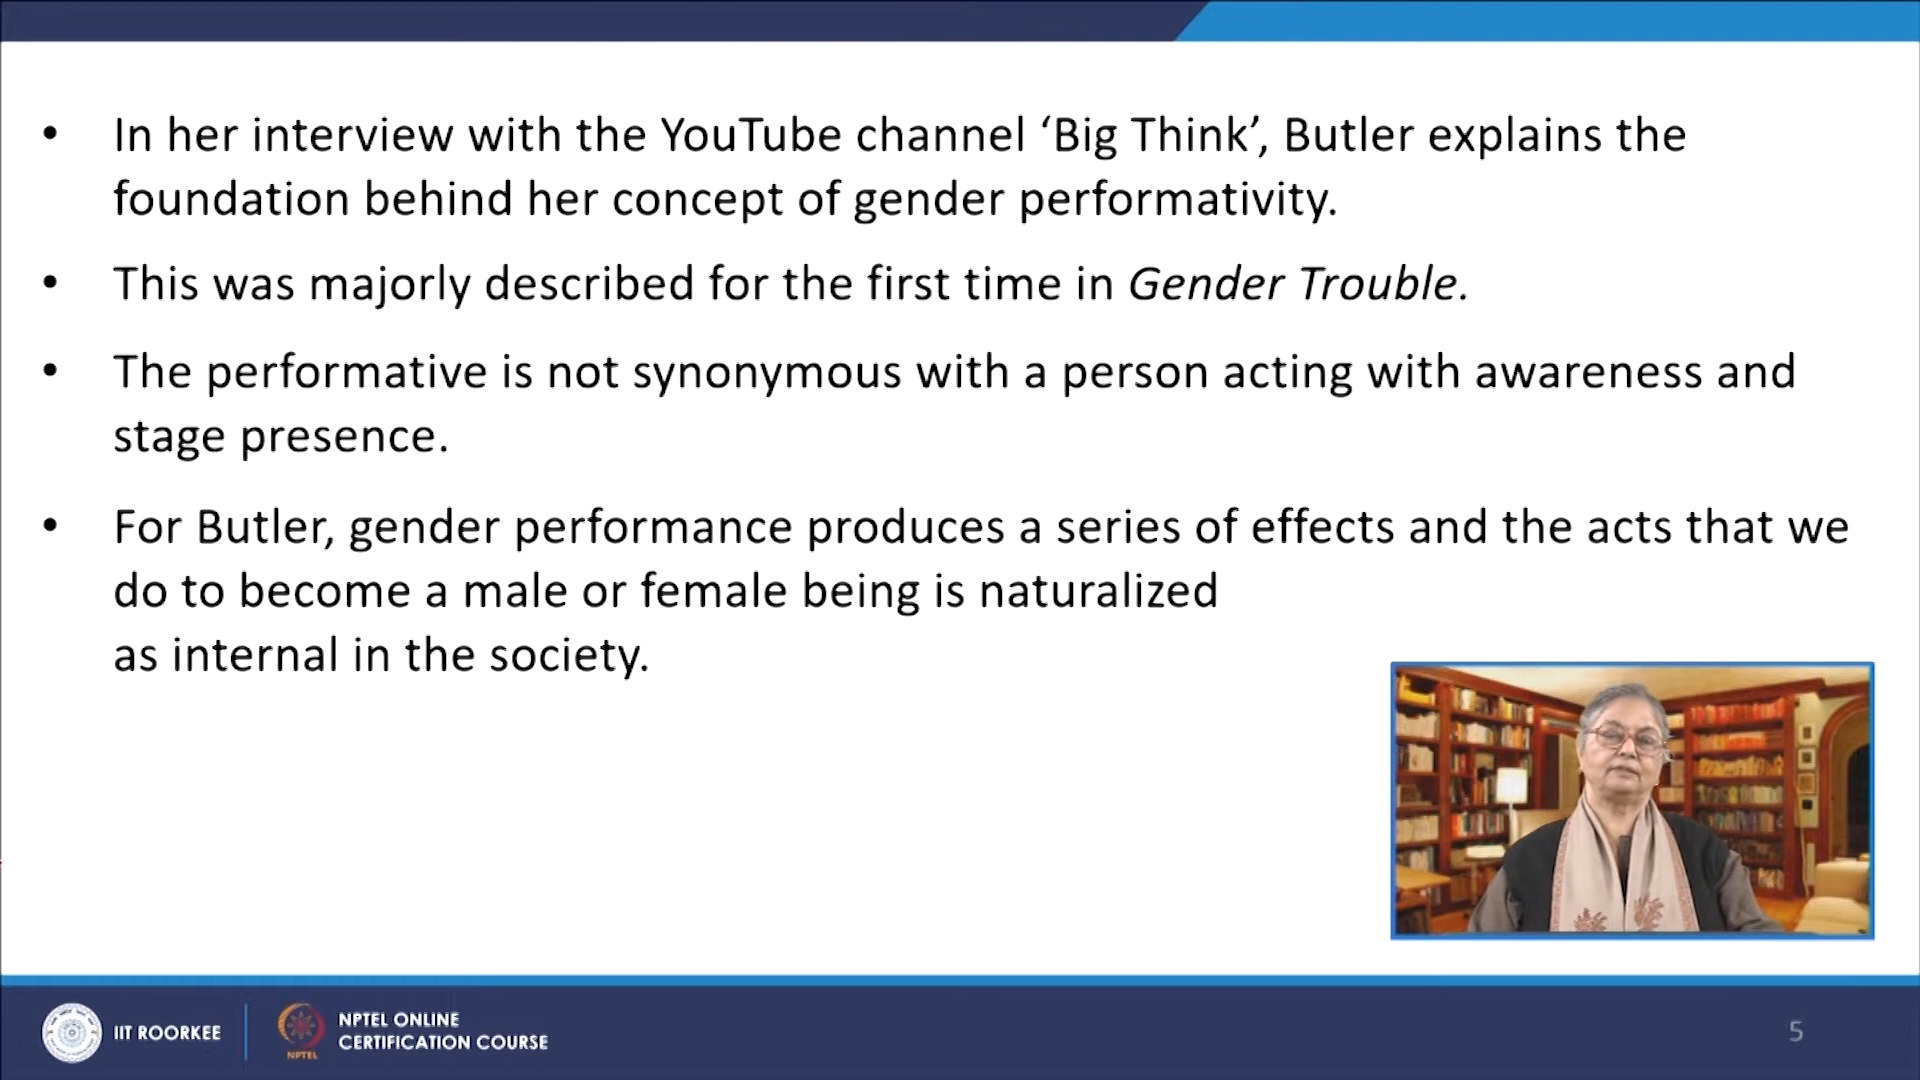 • In her interview with the YouTube channel ‘Big Think’, Butler explains the
foundation behind her concept of gender performativity.
• This was majorly described for the first time in Gender Trouble.
• The performative is not synonymous with a person acting with awareness and
stage presence.
• For Butler, gender performance produces a series of effects and the acts that we
do to become a male or female being is naturalized
as internal in the society.
IIT ROORKEE
NPTEL
NPTEL ONLINE
CERTIFICATION COURSE
5